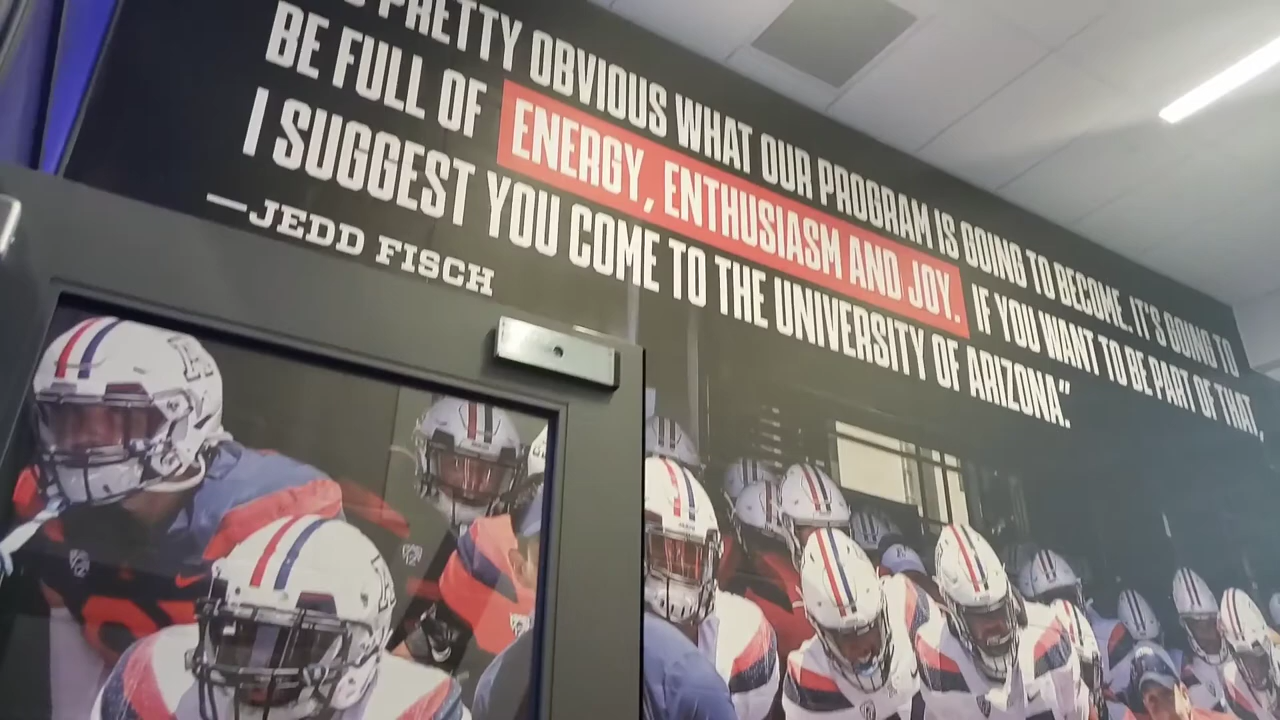 PRETTY OBVIOUS WHAT OUR PROGRAM IS GOING TO BECOME. IT'S GOING TO
BE FULL OF ENERGY, ENTHUSIASM AND JOY. IF YOU WANT TO BE PART OF THAT,
I SUGGEST YOU COME TO THE UNIVERSITY OF ARIZONA."
—JEDD FISCH